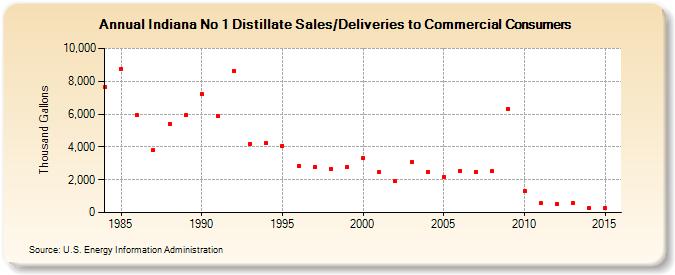 Annual Indiana No 1 Distillate Sales/Deliveries to Commercial Consumers
Thousand Gallons
10,000
8,000
6,000
4,000
2,000
0
1985 1990 1995 2000 2005 2010 2015
Source: U.S. Energy Information Administration